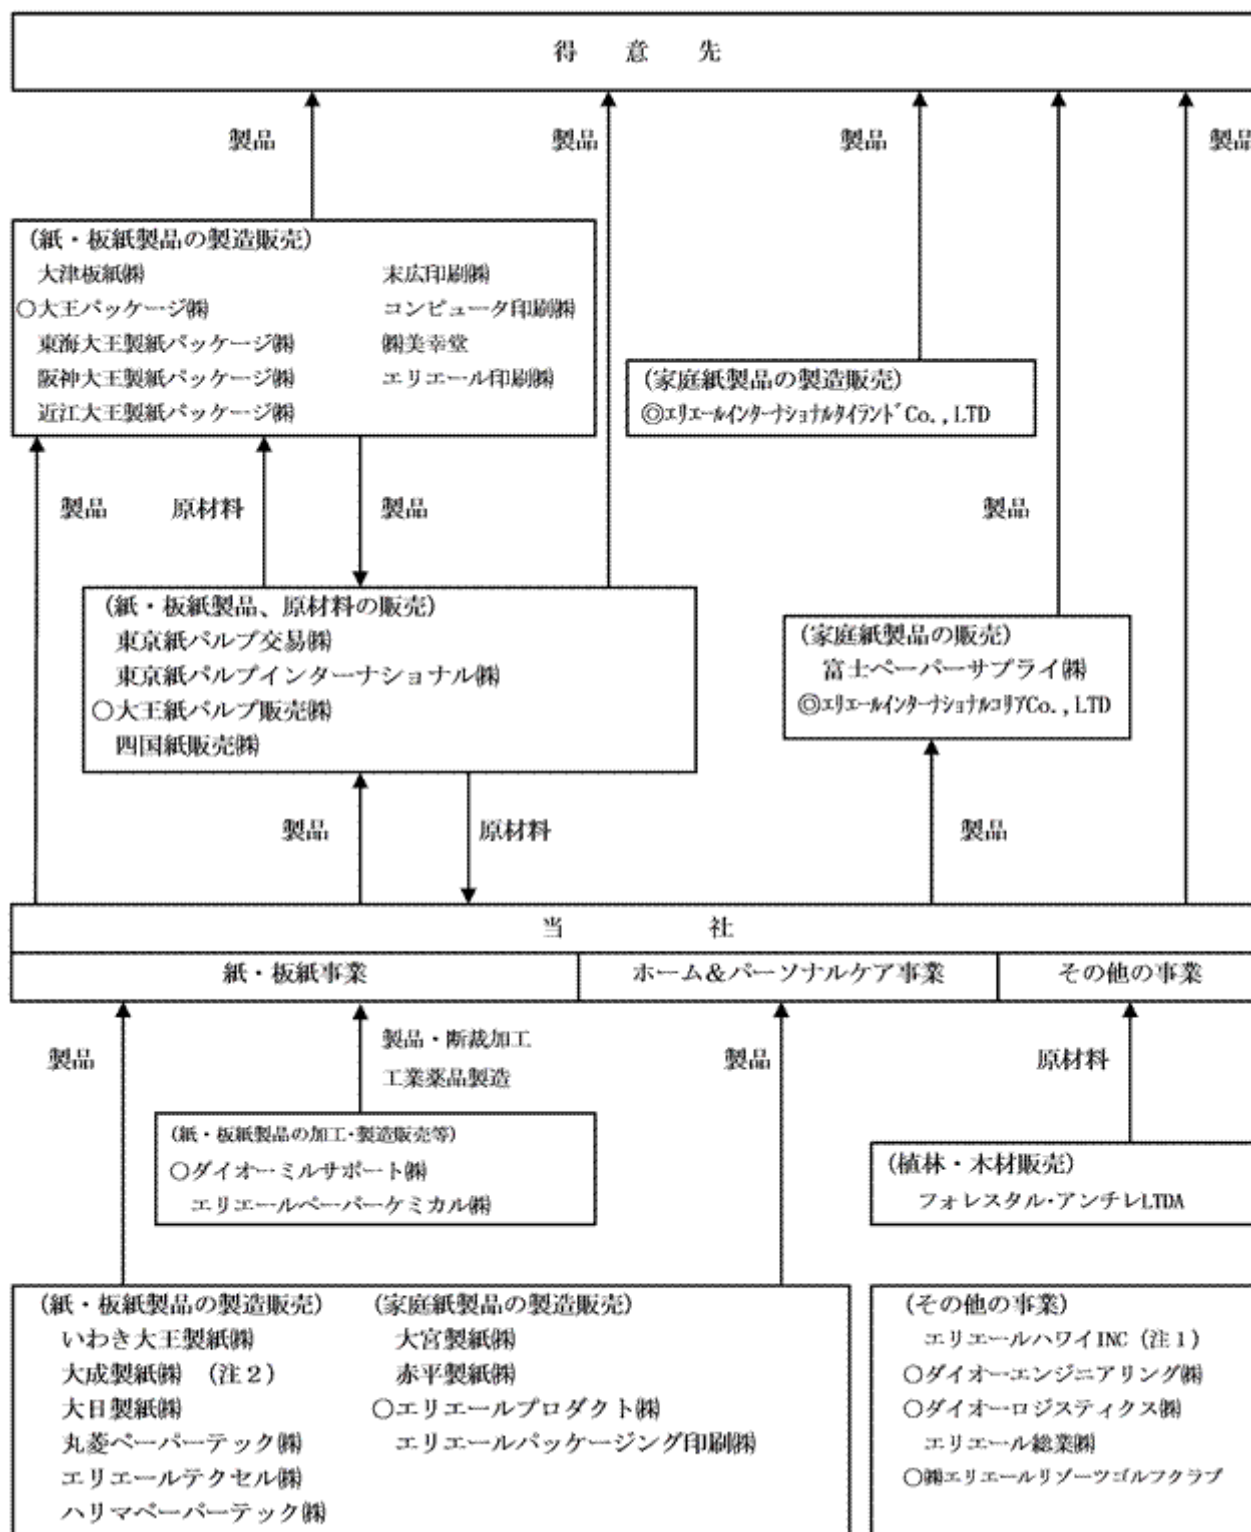 得 意 先
製品 製品 製品 製品
(紙・板紙製品の製造販売)
大津板紙㈱ 末広印刷㈱
○大王パッケージ㈱ コンピュータ印刷㈱
東海大王製紙パッケージ㈱ ㈱美幸堂
阪神大王製紙パッケージ㈱ エリエール印刷㈱
近江大王製紙パッケージ㈱
(家庭紙製品の製造販売)
◎エリエールインターナショナルタイランドCo.,LTD
製品 原材料 製品 製品
(紙・板紙製品、原材料の販売)
東京紙パルプ交易㈱
東京紙パルプインターナショナル㈱
○大王紙パルプ販売㈱
四国紙販売㈱
(家庭紙製品の販売)
富士ペーパーサプライ㈱
◎エリエールインターナショナルコリアCo.,LTD
製品 原材料 製品
当 社
紙・板紙事業 ホーム&パーソナルケア事業 その他の事業
製品 製品・断裁加工 製品 原材料
工業薬品製造
(紙・板紙製品の加工・製造販売等)
○ダイオーミルサポート㈱
エリエールペーパーケミカル㈱
(植林・木材販売)
フォレスタル・アンチレLTDA
(紙・板紙製品の製造販売) (家庭紙製品の製造販売)
いわき大王製紙㈱ 大宮製紙㈱
大成製紙㈱ (注2) 赤平製紙㈱
大日製紙㈱ ○エリエールプロダクト㈱
丸菱ペーパーテック㈱ エリエールパッケージング印刷㈱
エリエールテクセル㈱
ハリマペーパーテック㈱
(その他の事業)
エリエールハワイINC (注1)
○ダイオーエンジニアリング㈱
○ダイオーロジスティクス㈱
エリエール総業㈱
○㈱エリエールリゾーツゴルフクラブ